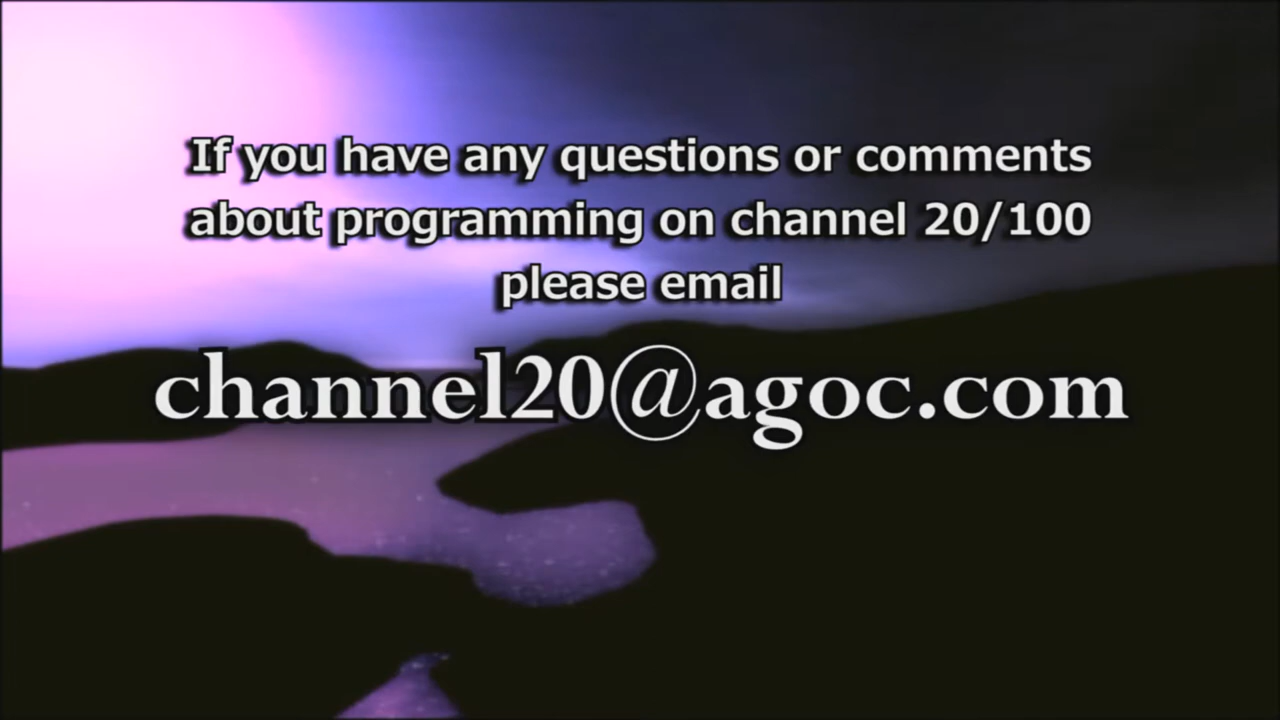 If you have any questions or comments
about programming on channel 20/100
please email
channel20@agoc.com